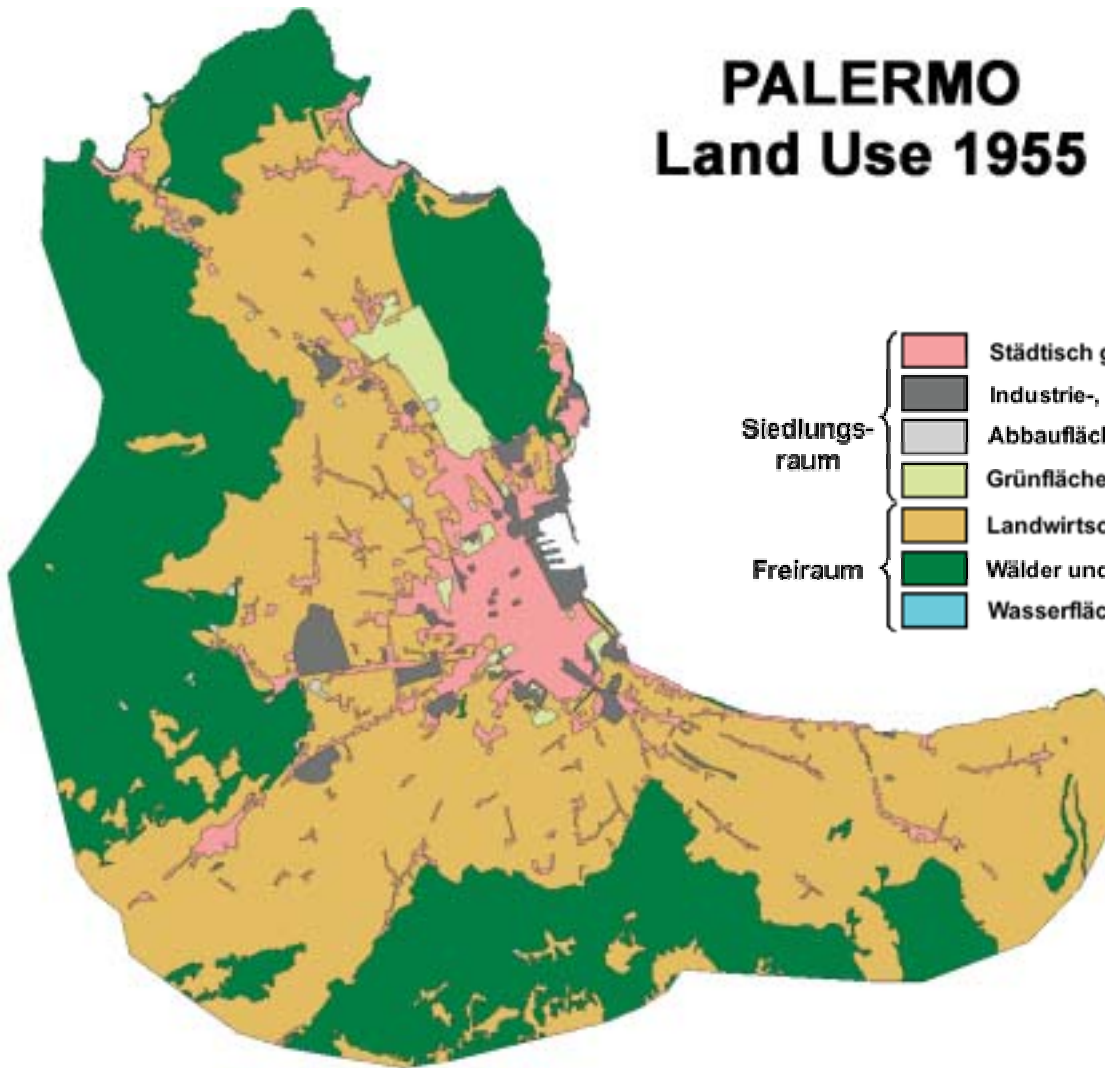 PALERMO
Land Use 1955
Siedlungs-
raum
Städtisch
Industrie-,
Abbaufläch
Grünfläche
Freiraum
Landwirtsc
Wälder und
Wasserfläc